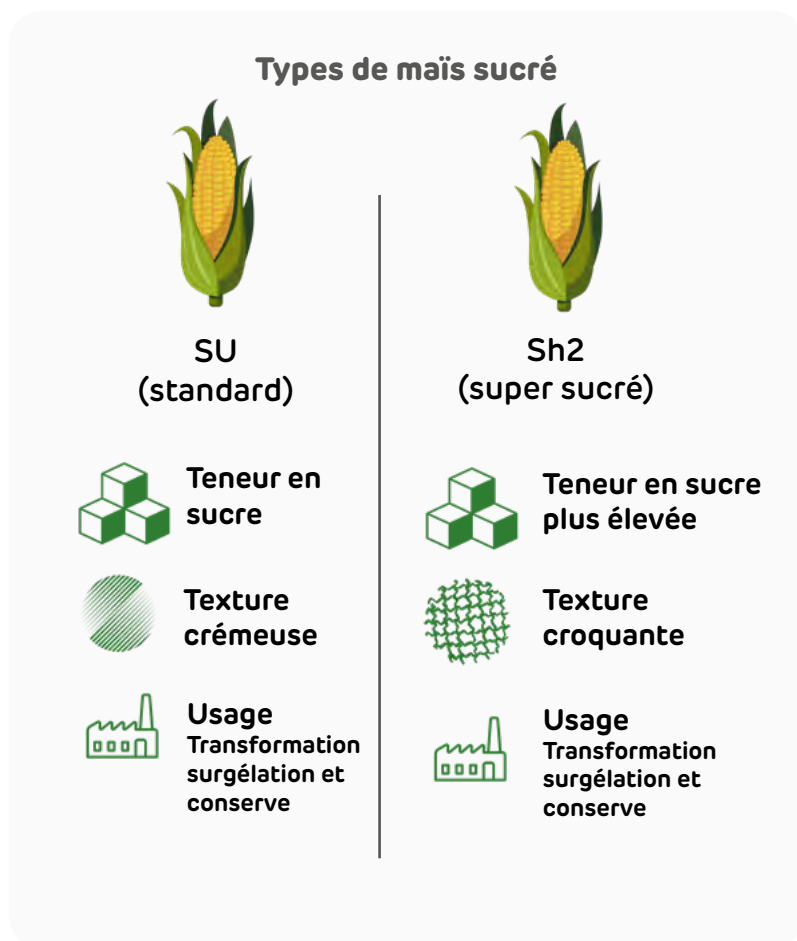 Types de maïs sucré
SU
(standard)
Teneur en
sucre
Texture
crémeuse
Usage
Transformation
surgélation et
conserve
Sh2
(super sucré)
Teneur en sucre
plus élevée
Texture
croquante
Usage
Transformation
surgélation et
conserve